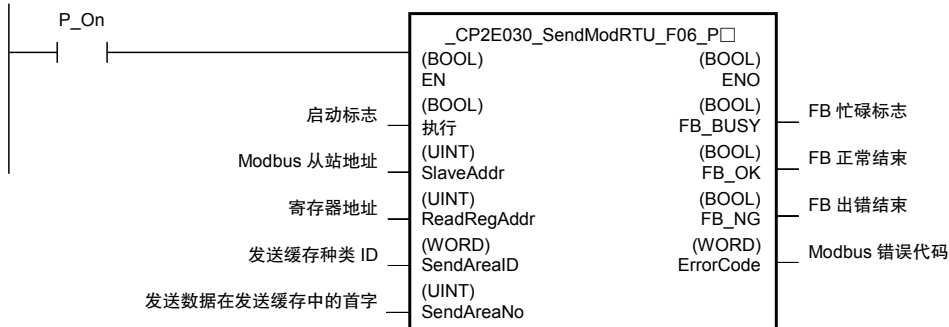 P_On
_CP2E030_SendModRTU_F06_P□
(BOOL) (BOOL)
EN ENO
启动标志 (BOOL) (BOOL) FB 忙碌标志
执行 FB_BUSY
Modbus 从站地址 (UINT) (BOOL) FB 正常结束
SlaveAddr FB_OK
寄存器地址 (UINT) (BOOL) FB 出错结束
ReadRegAddr FB_NG
发送缓存种类 ID (WORD) (WORD) Modbus 错误代码
SendAreaID ErrorCode
发送数据在发送缓存中的首字 (UINT)
SendAreaNo